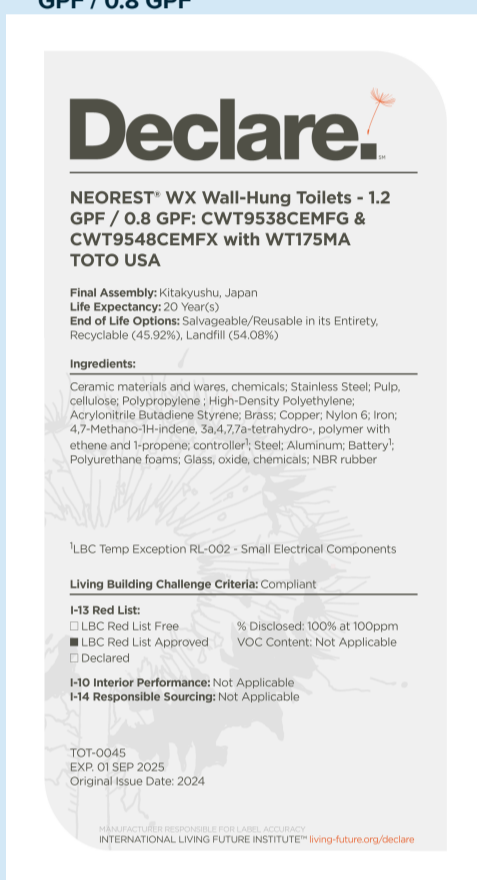 GPF / 0.8 GPF
Declare.℠
NEOREST® WX Wall-Hung Toilets - 1.2
GPF / 0.8 GPF: CWT9538CEMFG &
CWT9548CEMFX with WT175MA
TOTO USA
Final Assembly: Kitakyushu, Japan
Life Expectancy: 20 Year(s)
End of Life Options: Salvageable/Reusable in its Entirety,
Recyclable (45.92%), Landfill (54.08%)
Ingredients:
Ceramic materials and wares, chemicals; Stainless Steel; Pulp,
cellulose; Polypropylene ; High-Density Polyethylene;
Acrylonitrile Butadiene Styrene; Brass; Copper; Nylon 6; Iron;
4,7-Methano-1H-indene, 3a,4,7,7a-tetrahydro-, polymer with
ethene and 1-propene; controller¹; Steel; Aluminum; Battery¹;
Polyurethane foams; Glass, oxide, chemicals; NBR rubber
¹LBC Temp Exception RL-002 - Small Electrical Components
Living Building Challenge Criteria: Compliant
I-13 Red List:
☐ LBC Red List Free % Disclosed: 100% at 100ppm
■ LBC Red List Approved VOC Content: Not Applicable
☐ Declared
I-10 Interior Performance: Not Applicable
I-14 Responsible Sourcing: Not Applicable
TOT-0045
EXP. 01 SEP 2025
Original Issue Date: 2024
MANUFACTURER RESPONSIBLE FOR LABEL ACCURACY
INTERNATIONAL LIVING FUTURE INSTITUTE™ living-future.org/declare